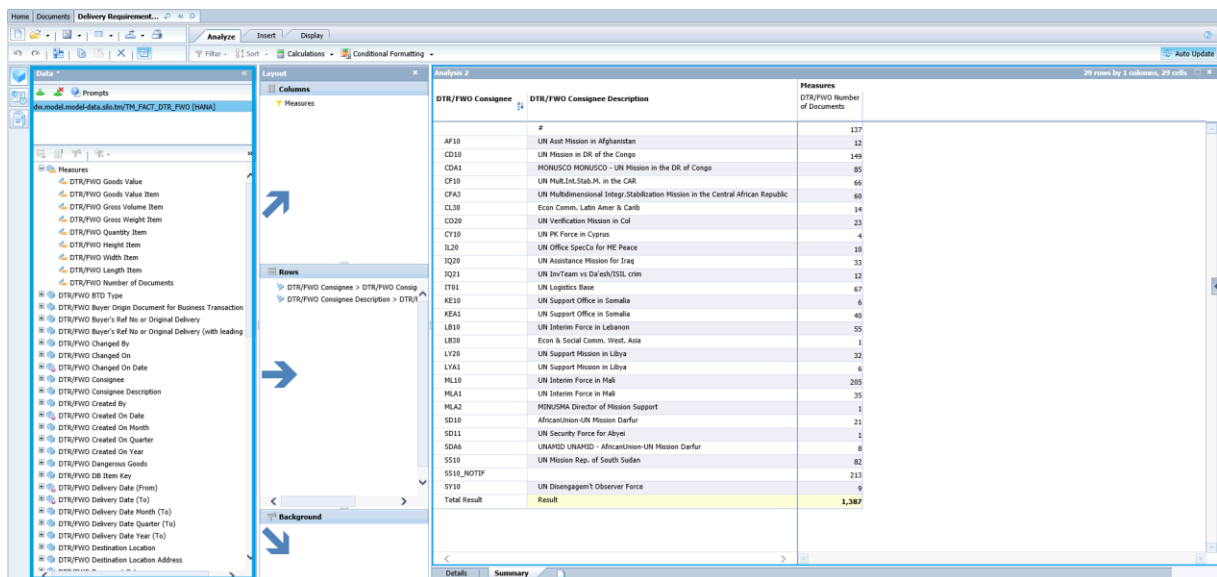 Home Documents Delivery Requirement...
Analyze Insert Display
Filter Sort Calculations Conditional Formatting Auto Update
Data *
Prompts
dw.model.model-data.silo.tm/TM_FACT_DTR_FWO [HANA]
Measures
DTR/FWO Goods Value
DTR/FWO Goods Value Item
DTR/FWO Gross Volume Item
DTR/FWO Gross Weight Item
DTR/FWO Quantity Item
DTR/FWO Height Item
DTR/FWO Width Item
DTR/FWO Length Item
DTR/FWO Number of Documents
DTR/FWO BTD Type
DTR/FWO Buyer Origin Document for Business Transaction
DTR/FWO Buyer's Ref No or Original Delivery
DTR/FWO Buyer's Ref No or Original Delivery (with leading
DTR/FWO Changed By
DTR/FWO Changed On
DTR/FWO Changed On Date
DTR/FWO Consignee
DTR/FWO Consignee Description
DTR/FWO Created By
DTR/FWO Created On Date
DTR/FWO Created On Month
DTR/FWO Created On Quarter
DTR/FWO Created On Year
DTR/FWO Dangerous Goods
DTR/FWO DB Item Key
DTR/FWO Delivery Date (From)
DTR/FWO Delivery Date (To)
DTR/FWO Delivery Date Month (To)
DTR/FWO Delivery Date Quarter (To)
DTR/FWO Delivery Date Year (To)
DTR/FWO Destination Location
DTR/FWO Destination Location Address
Layout
Columns
Measures
Rows
DTR/FWO Consignee > DTR/FWO Consig
DTR/FWO Consignee Description > DTR/
Background
Analysis 2 29 rows by 1 columns, 29 cells
Measures
DTR/FWO Consignee DTR/FWO Consignee Description DTR/FWO Number
of Documents
# 137
AF10 UN Asst Mission in Afghanistan 12
CD10 UN Mission in DR of the Congo 149
CDA1 MONUSCO MONUSCO - UN Mission in the DR of Congo 85
CF10 UN Mult.Int.Stab.M. in the CAR 66
CFA3 UN Multidimensional Integr.Stabilization Mission in the Central African Republic 60
CL30 Econ Comm. Latin Amer & Carib 14
CO20 UN Verification Mission in Col 23
CY10 UN PK Force in Cyprus 4
IL20 UN Office SpecCo for ME Peace 10
IQ20 UN Assistance Mission for Iraq 33
IQ21 UN InvTeam vs Da'esh/ISIL crim 12
IT01 UN Logistics Base 67
KE10 UN Support Office in Somalia 6
KEA1 UN Support Office in Somalia 40
LB10 UN Interim Force in Lebanon 55
LB30 Econ & Social Comm. West. Asia 1
LY20 UN Support Mission in Libya 32
LYA1 UN Support Mission in Libya 6
ML10 UN Interim Force in Mali 205
MLA1 UN Interim Force in Mali 35
MLA2 MINUSMA Director of Mission Support 1
SD10 AfricanUnion-UN Mission Darfur 21
SD11 UN Security Force for Abyei 1
SDA6 UNAMID UNAMID - AfricanUnion-UN Mission Darfur 8
SS10 UN Mission Rep. of South Sudan 82
SS10_NOTIF 213
SY10 UN Disengagem't Observer Force 9
Total Result Result 1,387
Details Summary